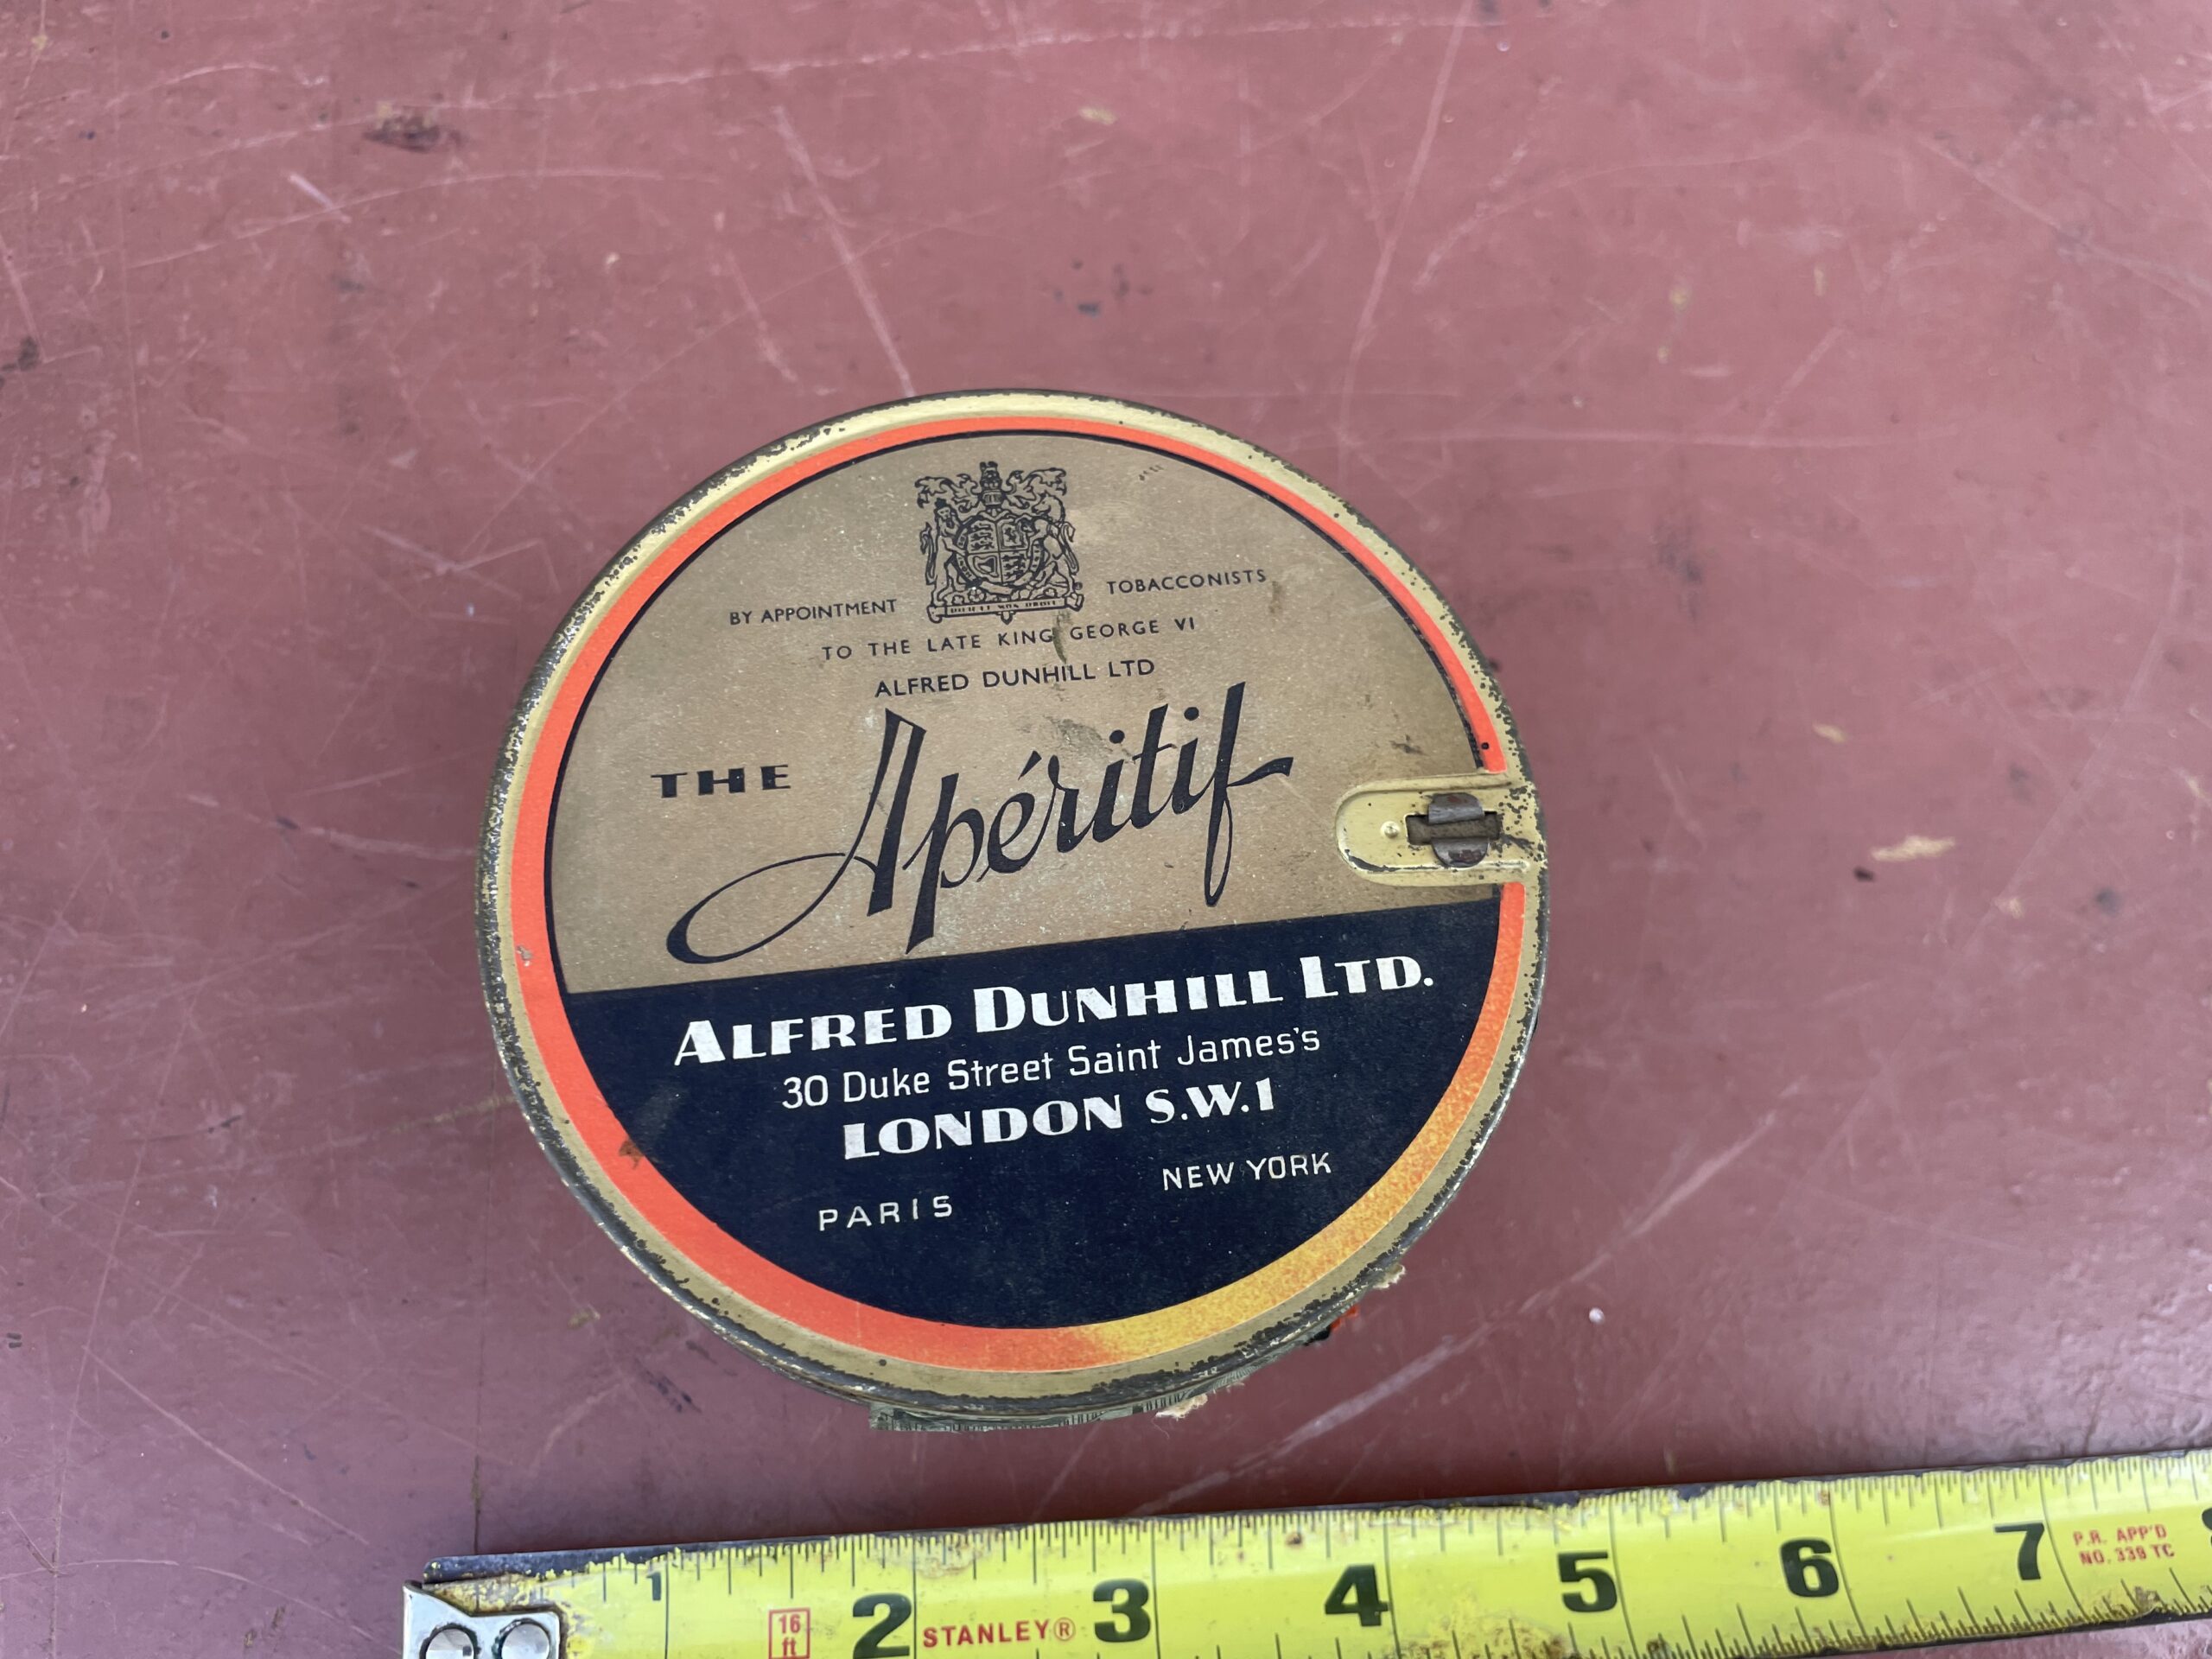 BY APPOINTMENT TOBACCONISTS
TO THE LATE KING GEORGE VI
ALFRED DUNHILL LTD
THE Apéritif
ALFRED DUNHILL LTD.
30 Duke Street Saint James's
LONDON S.W.1
PARIS NEW YORK
1 16 ft 2 STANLEY® 3 4 5 6 7 P.R. APP'D
NO. 339 TC